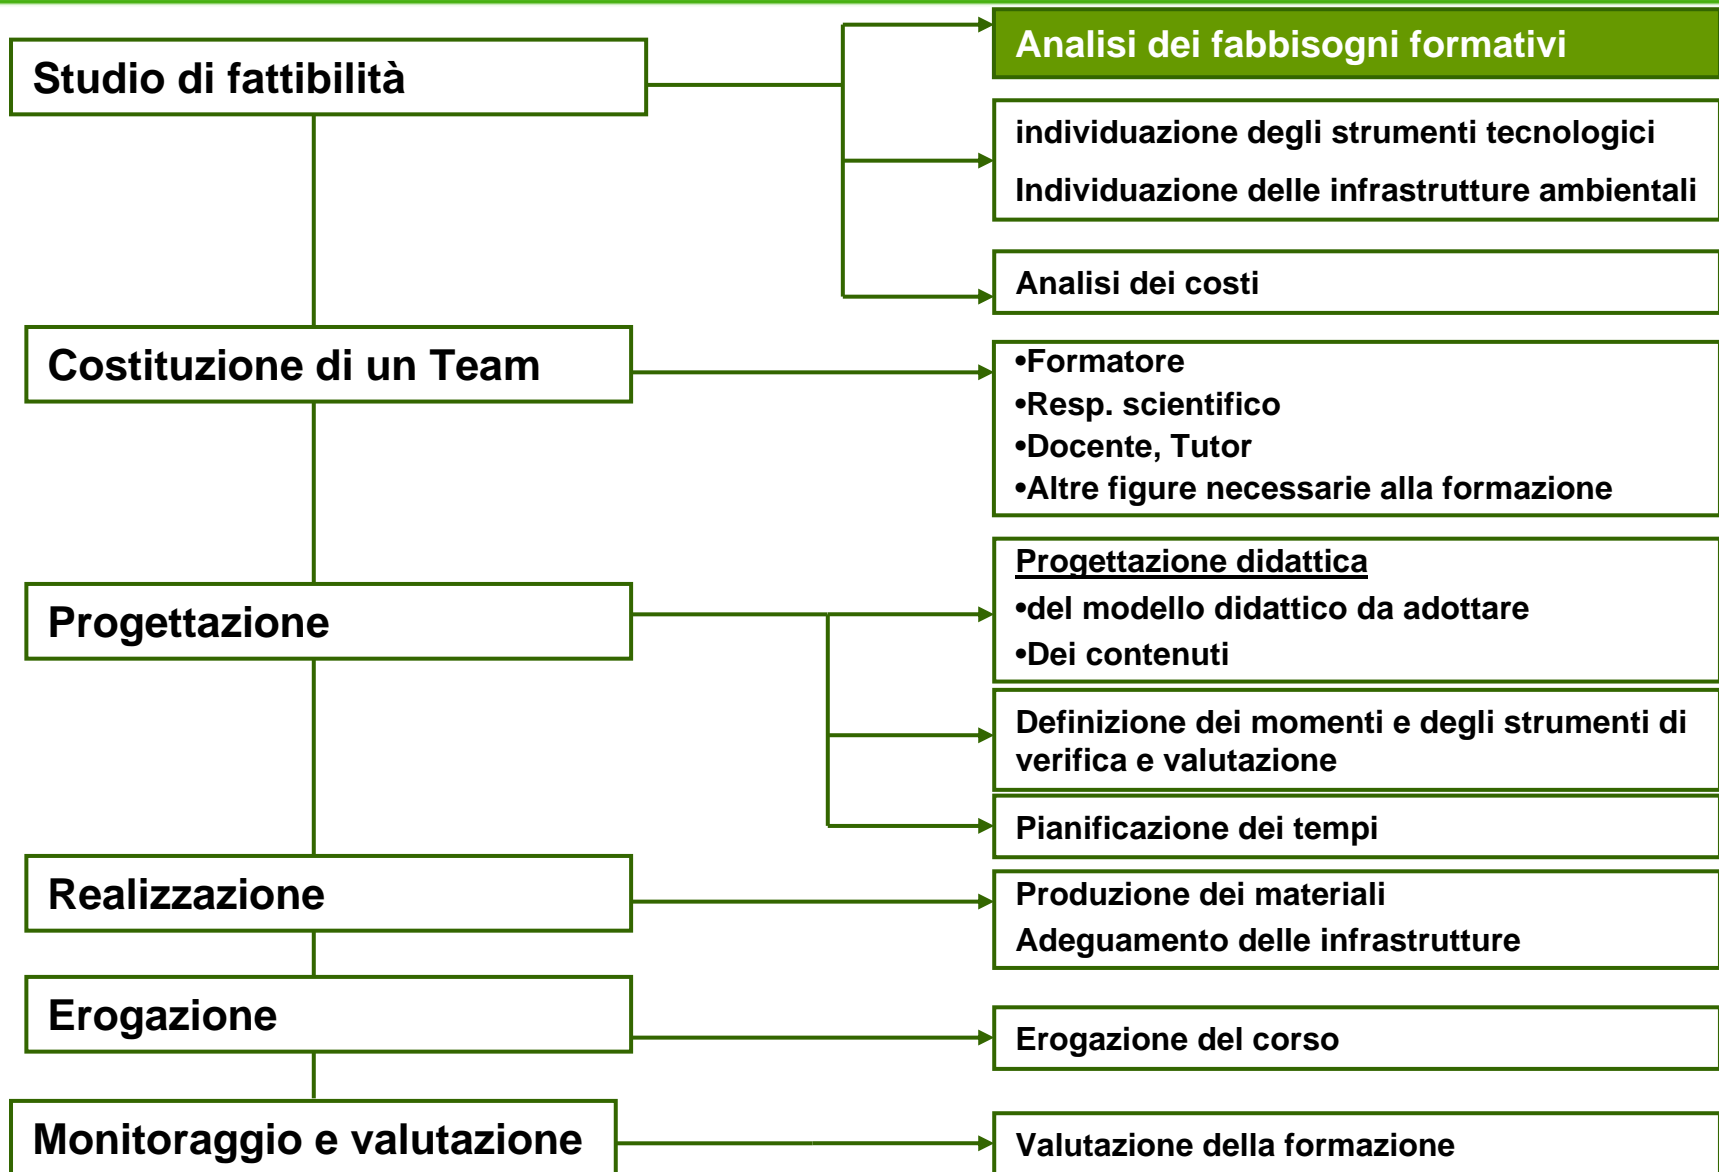 Studio di fattibilità
Analisi dei fabbisogni formativi
individuazione degli strumenti tecnologici
Individuazione delle infrastrutture ambientali
Analisi dei costi
Costituzione di un Team
•Formatore
•Resp. scientifico
•Docente, Tutor
•Altre figure necessarie alla formazione
Progettazione
Progettazione didattica
•del modello didattico da adottare
•Dei contenuti
Definizione dei momenti e degli strumenti di
verifica e valutazione
Pianificazione dei tempi
Realizzazione
Produzione dei materiali
Adeguamento delle infrastrutture
Erogazione
Erogazione del corso
Monitoraggio e valutazione
Valutazione della formazione